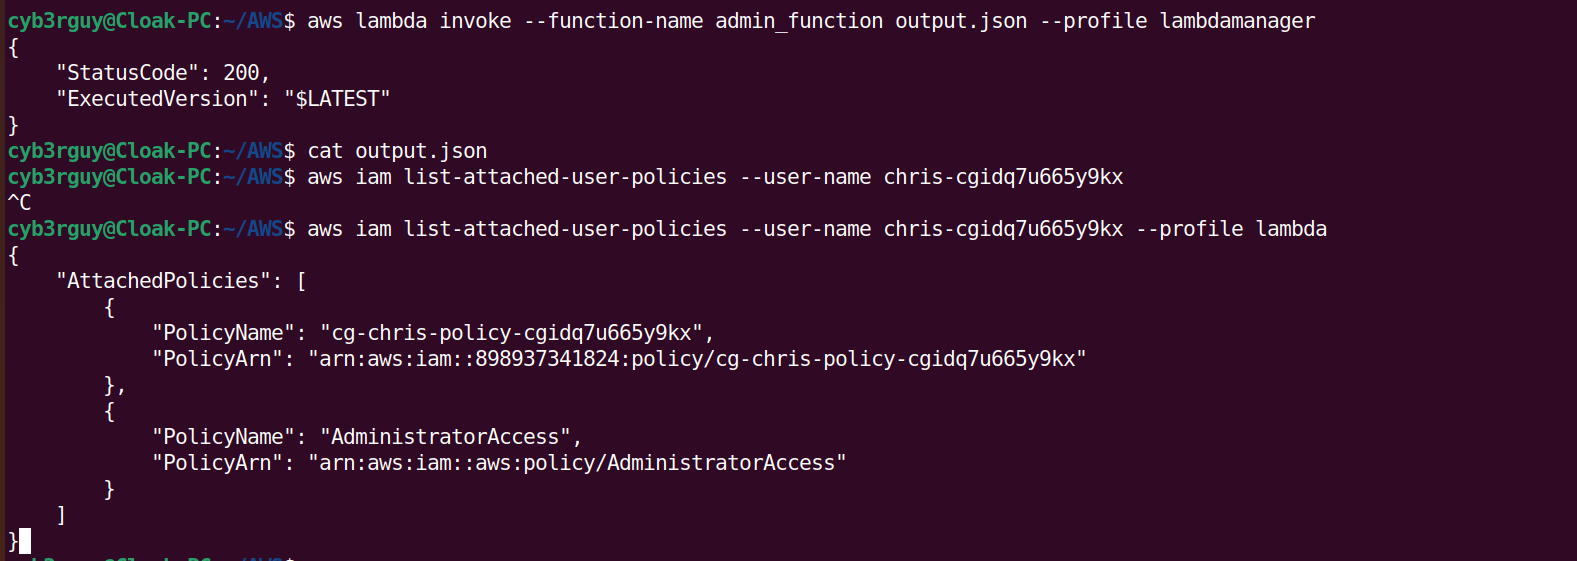 cyb3rguy@Cloak-PC:~/AWS$ aws lambda invoke --function-name admin_function output.json --profile lambdamanager
{
    "StatusCode": 200,
    "ExecutedVersion": "$LATEST"
}
cyb3rguy@Cloak-PC:~/AWS$ cat output.json
cyb3rguy@Cloak-PC:~/AWS$ aws iam list-attached-user-policies --user-name chris-cgidq7u665y9kx
^C
cyb3rguy@Cloak-PC:~/AWS$ aws iam list-attached-user-policies --user-name chris-cgidq7u665y9kx --profile lambda
{
    "AttachedPolicies": [
        {
            "PolicyName": "cg-chris-policy-cgidq7u665y9kx",
            "PolicyArn": "arn:aws:iam::898937341824:policy/cg-chris-policy-cgidq7u665y9kx"
        },
        {
            "PolicyName": "AdministratorAccess",
            "PolicyArn": "arn:aws:iam::aws:policy/AdministratorAccess"
        }
    ]
}
cyb3rguy@Cloak-PC:~/AWS$